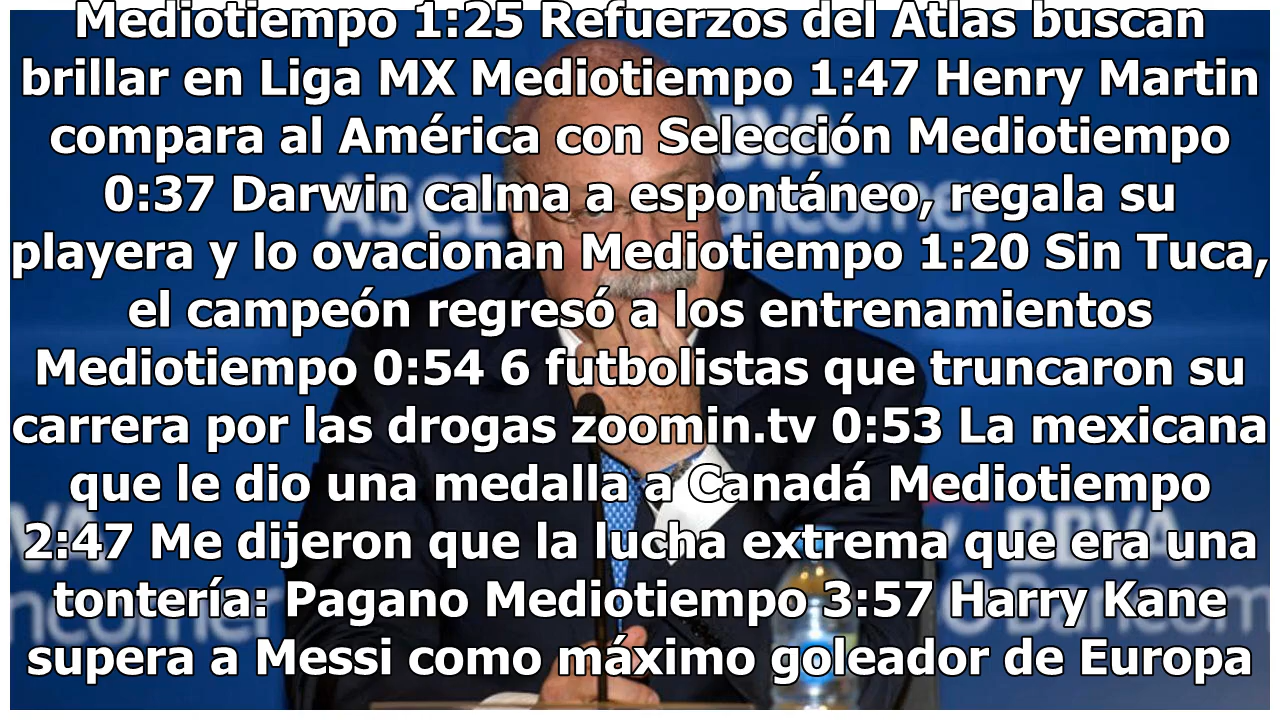 Mediotiempo 1:25 Refuerzos del Atlas buscan
brillar en Liga MX Mediotiempo 1:47 Henry Martin
compara al América con Selección Mediotiempo
0:37 Darwin calma a espontáneo, regala su
playera y lo ovacionan Mediotiempo 1:20 Sin Tuca,
el campeón regresó a los entrenamientos
Mediotiempo 0:54 6 futbolistas que truncaron su
carrera por las drogas zoomin.tv 0:53 La mexicana
que le dio una medalla a Canadá Mediotiempo
2:47 Me dijeron que la lucha extrema que era una
tontería: Pagano Mediotiempo 3:57 Harry Kane
supera a Messi como máximo goleador de Europa
BBVA